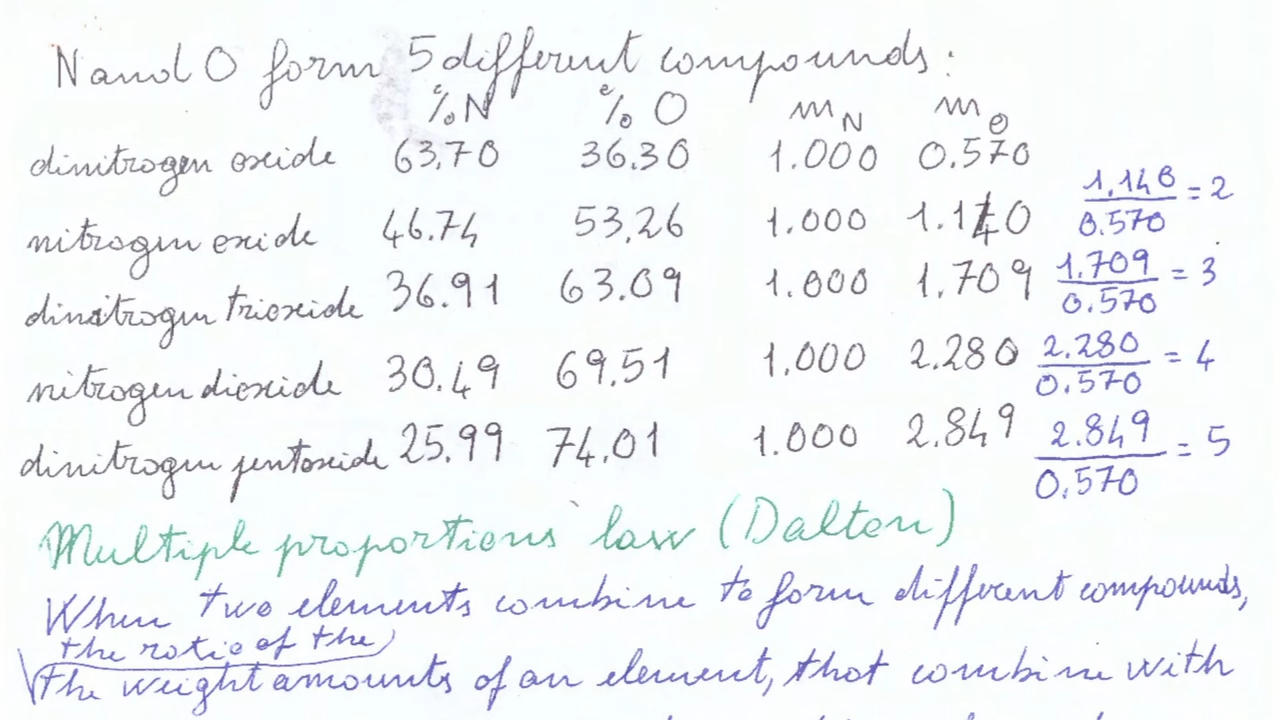 N and O form 5 different compounds:
%N %O mN mO
dinitrogen oxide 63.70 36.30 1.000 0.570
nitrogen oxide 46.74 53.26 1.000 1.140 1.140/0.570 = 2
dinitrogen trioxide 36.91 63.09 1.000 1.709 1.709/0.570 = 3
nitrogen dioxide 30.49 69.51 1.000 2.280 2.280/0.570 = 4
dinitrogen pentoxide 25.99 74.01 1.000 2.849 2.849/0.570 = 5
Multiple proportions law (Dalton)
When two elements combine to form different compounds,
the ratio of the
the weight amounts of an element, that combine with